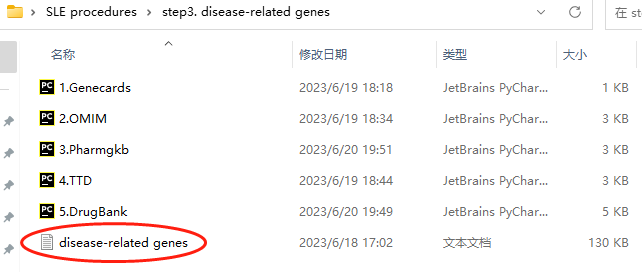 SLE procedures > step3. disease-related genes
在 st
名称 修改日期 类型 大小
1.Genecards 2023/6/19 18:18 JetBrains PyChar... 1 KB
2.OMIM 2023/6/19 18:34 JetBrains PyChar... 3 KB
3.Pharmgkb 2023/6/20 19:51 JetBrains PyChar... 3 KB
4.TTD 2023/6/19 18:44 JetBrains PyChar... 3 KB
5.DrugBank 2023/6/20 19:49 JetBrains PyChar... 5 KB
disease-related genes 2023/6/18 17:02 文本文档 130 KB